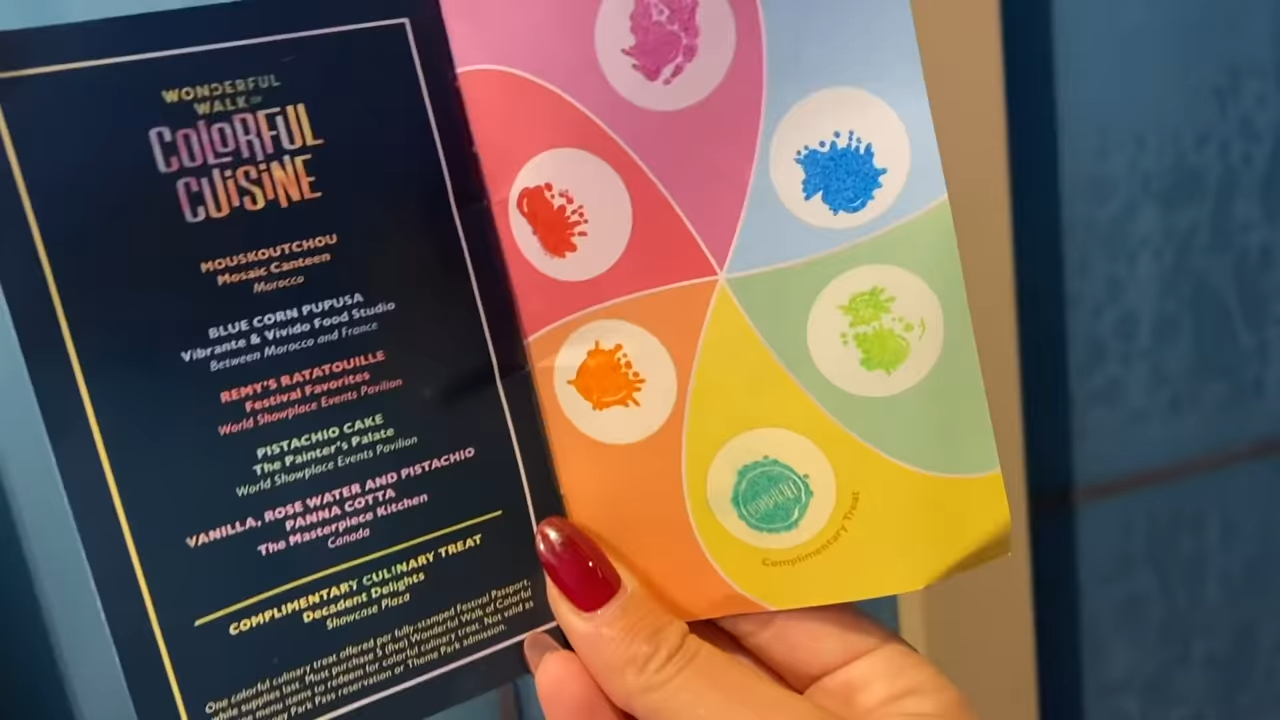 WONDERFUL
WALK OF
COLORFUL
CUISINE
MOUSKOUTCHOU
Mosaic Canteen
Morocco
BLUE CORN PUPUSA
Vibrante & Vivido Food Studio
Between Morocco and France
REMY'S RATATOUILLE
Festival Favorites
World Showplace Events Pavilion
PISTACHIO CAKE
The Painter's Palate
World Showplace Events Pavilion
VANILLA, ROSE WATER AND PISTACHIO
PANNA COTTA
The Masterpiece Kitchen
Canada
COMPLIMENTARY CULINARY TREAT
Decadent Delights
Showcase Plaza
One colorful culinary treat offered per fully-stamped Festival Passport,
while supplies last. Must purchase 5 (five) Wonderful Walk of Colorful
menu items to redeem for colorful culinary treat. Not valid as
Pass reservation or Theme Park admission.
Complimentary Treat